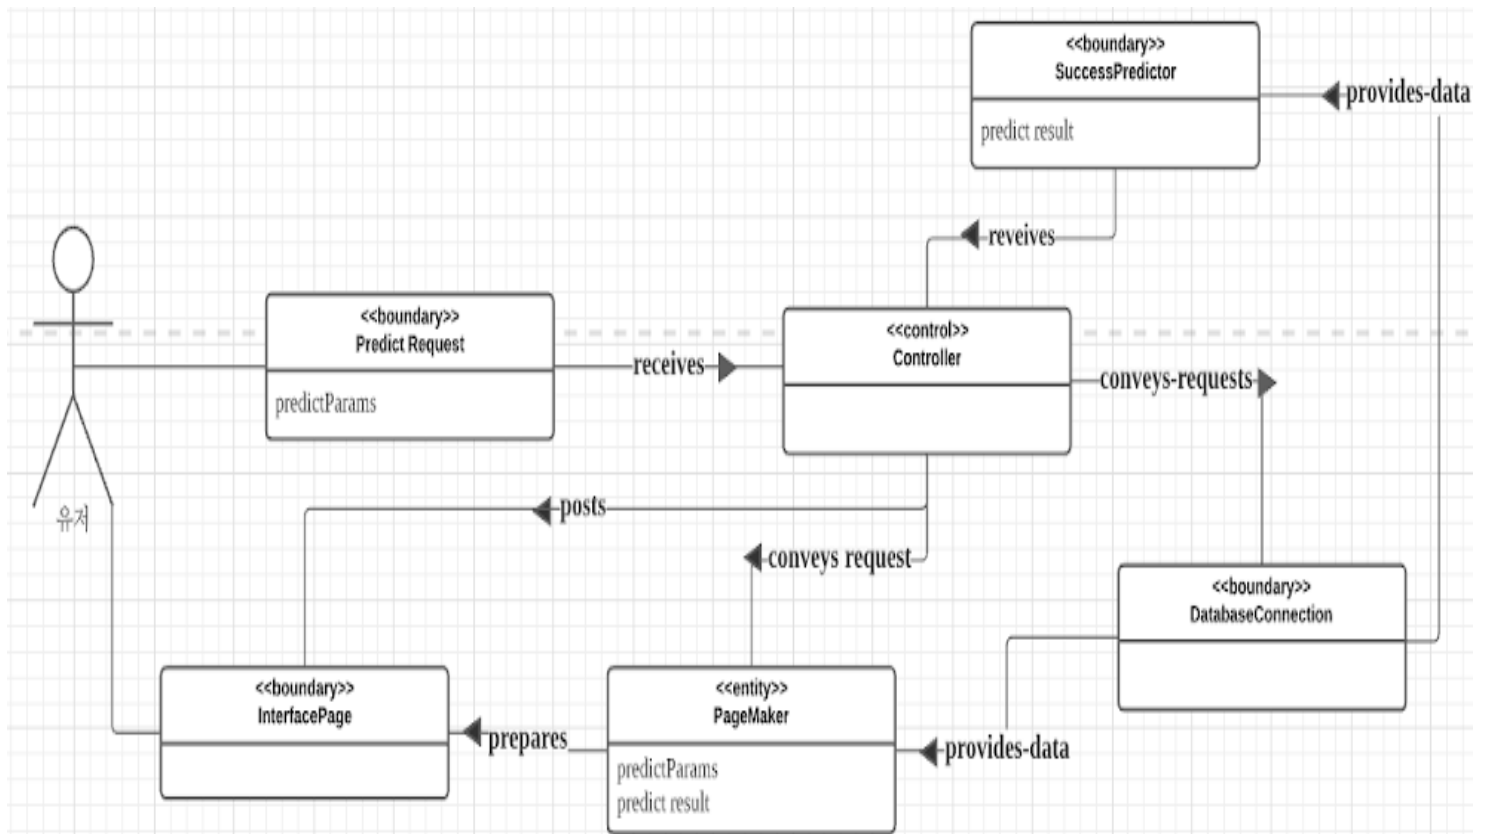 <<boundary>>
SuccessPredictor
provides-data
predict result
reveives
<<boundary>>
Predict Request
predictParams
receives
<<control>>
Controller
conveys-requests
유저
posts
conveys request
<<boundary>>
DatabaseConnection
<<boundary>>
InterfacePage
prepares
<<entity>>
PageMaker
predictParams
predict result
provides-data